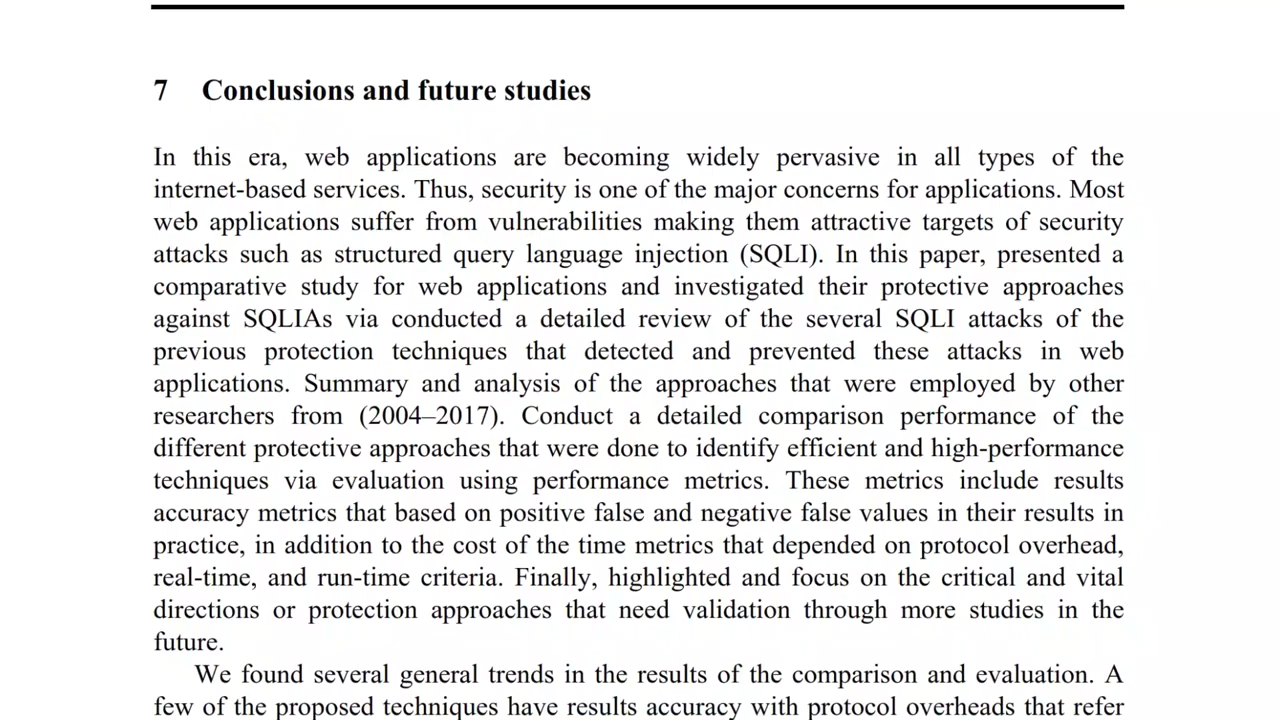 7 Conclusions and future studies
In this era, web applications are becoming widely pervasive in all types of the
internet-based services. Thus, security is one of the major concerns for applications. Most
web applications suffer from vulnerabilities making them attractive targets of security
attacks such as structured query language injection (SQLI). In this paper, presented a
comparative study for web applications and investigated their protective approaches
against SQLIAs via conducted a detailed review of the several SQLI attacks of the
previous protection techniques that detected and prevented these attacks in web
applications. Summary and analysis of the approaches that were employed by other
researchers from (2004–2017). Conduct a detailed comparison performance of the
different protective approaches that were done to identify efficient and high-performance
techniques via evaluation using performance metrics. These metrics include results
accuracy metrics that based on positive false and negative false values in their results in
practice, in addition to the cost of the time metrics that depended on protocol overhead,
real-time, and run-time criteria. Finally, highlighted and focus on the critical and vital
directions or protection approaches that need validation through more studies in the
future.
We found several general trends in the results of the comparison and evaluation. A
few of the proposed techniques have results accuracy with protocol overheads that refer